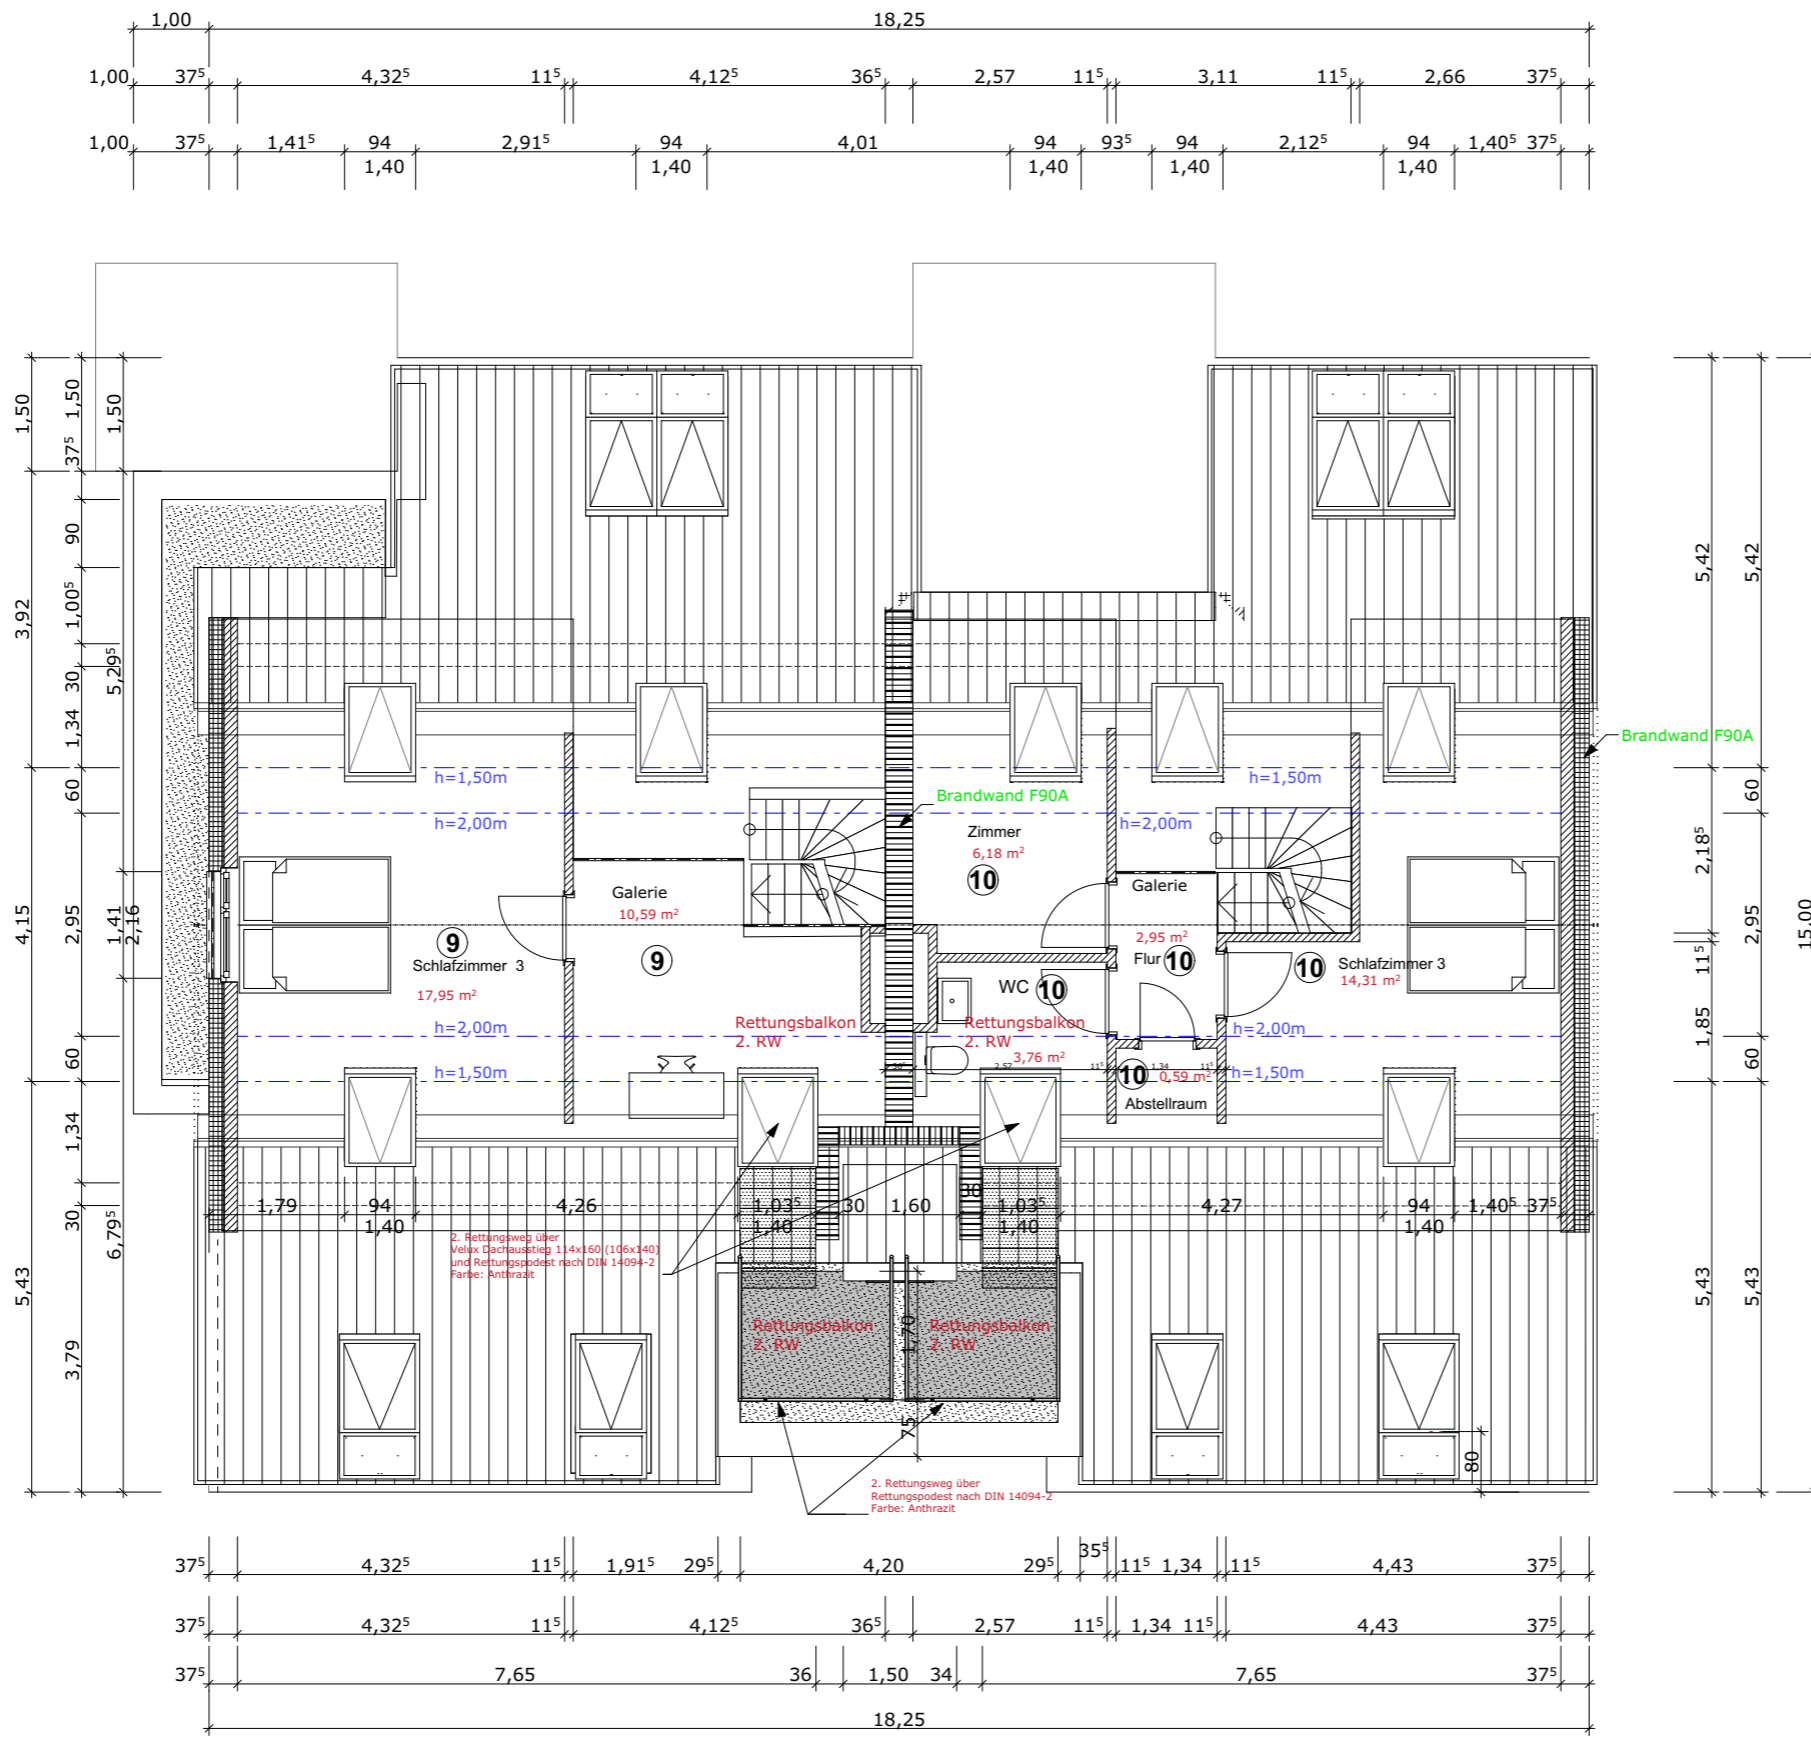 1,00 18,25
1,00 37⁵ 4,32⁵ 11⁵ 4,12⁵ 36⁵ 2,57 11⁵ 3,11 11⁵ 2,66 37⁵
1,00 37⁵ 1,41⁵ 94 2,91⁵ 94 4,01 94 93⁵ 94 2,12⁵ 94 1,40⁵ 37⁵
1,40 1,40 1,40 1,40 1,40
1,50 3,92 4,15 5,43
1,50 37⁵ 90 1,00⁵ 30 1,34 60 2,95 60 1,34 30 3,79
1,50 5,29⁵ 1,41 2,16 6,79⁵
5,42 2,18⁵ 11⁵ 1,85 5,43
5,42 60 2,95 60 5,43
15,00
Brandwand F90A
h=1,50m h=1,50m
Brandwand F90A
h=2,00m h=2,00m
Zimmer
6,18 m²
10
Galerie
10,59 m²
9
Galerie
2,95 m²
Flur 10
9
Schlafzimmer 3
17,95 m²
10 Schlafzimmer 3
14,31 m²
WC 10
h=2,00m h=2,00m
Rettungsbalkon
2. RW
Rettungsbalkon
2. RW
3,76 m²
2,57 11⁵ 1,34 11⁵
h=1,50m h=1,50m
10 0,59 m²
Abstellraum
1,79 94 4,26 1,03⁵ 30 1,60 30 1,03⁵ 4,27 94 1,40⁵ 37⁵
1,40 1,40 1,40 1,40
2. Rettungsweg über
Velux Dachausstieg 114x160 (106x140)
und Rettungspodest nach DIN 14094-2
Farbe: Anthrazit
Rettungsbalkon
2. RW
Rettungsbalkon
2. RW
1,70
75
80
2. Rettungsweg über
Rettungspodest nach DIN 14094-2
Farbe: Anthrazit
37⁵ 4,32⁵ 11⁵ 1,91⁵ 29⁵ 4,20 29⁵ 35⁵ 11⁵ 1,34 11⁵ 4,43 37⁵
37⁵ 4,32⁵ 11⁵ 4,12⁵ 36⁵ 2,57 11⁵ 1,34 11⁵ 4,43 37⁵
37⁵ 7,65 36 1,50 34 7,65 37⁵
18,25